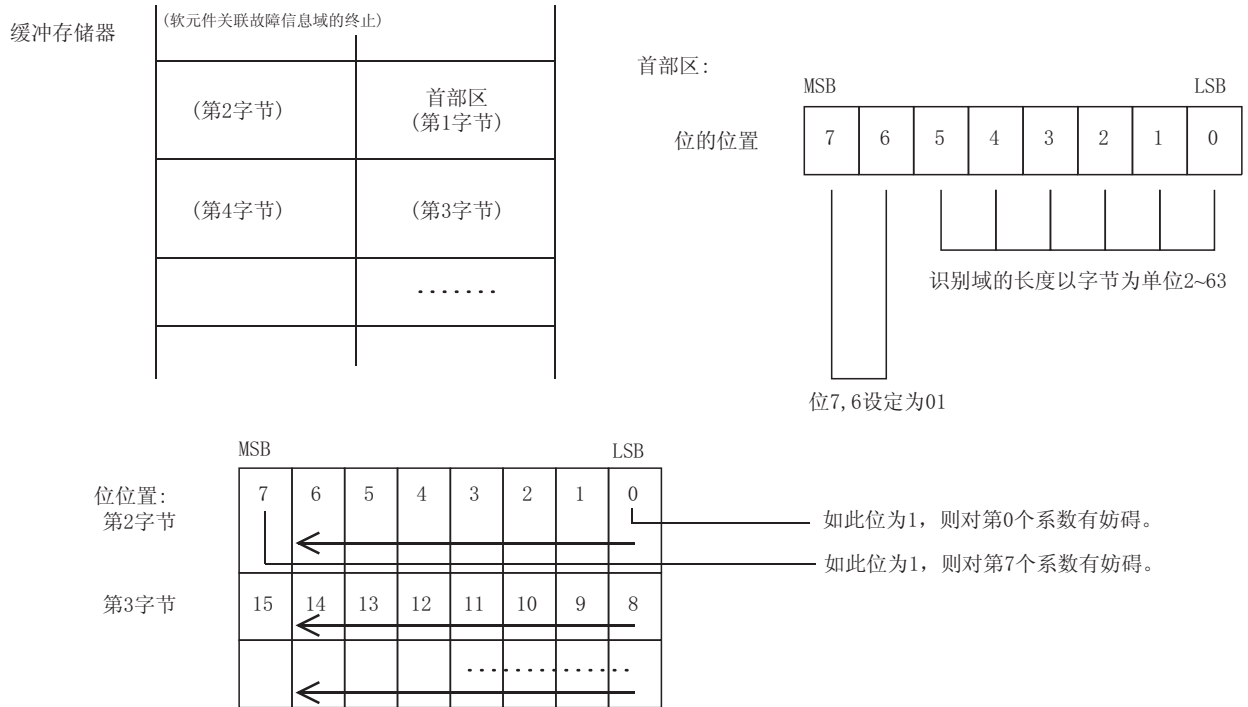 缓冲存储器
(软元件关联故障信息域的终止)
(第2字节)
首部区
(第1字节)
(第4字节)
(第3字节)
.......
首部区:
MSB
LSB
位的位置
7 6 5 4 3 2 1 0
识别域的长度以字节为单位2~63
位7,6设定为01
MSB
LSB
位位置:
第2字节
7 6 5 4 3 2 1 0
如此位为1，则对第0个系数有妨碍。
如此位为1，则对第7个系数有妨碍。
第3字节
15 14 13 12 11 10 9 8
..............